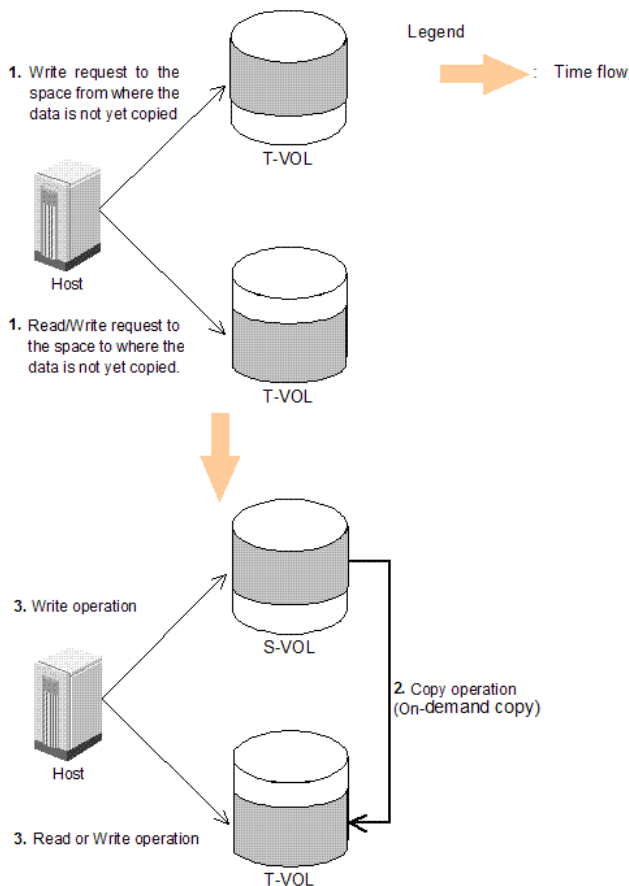 Legend
: Time flow
1. Write request to the
space from where the
data is not yet copied
T-VOL
Host
1. Read/Write request to
the space to where the
data is not yet copied.
T-VOL
3. Write operation
S-VOL
2. Copy operation
(On-demand copy)
Host
3. Read or Write operation
T-VOL